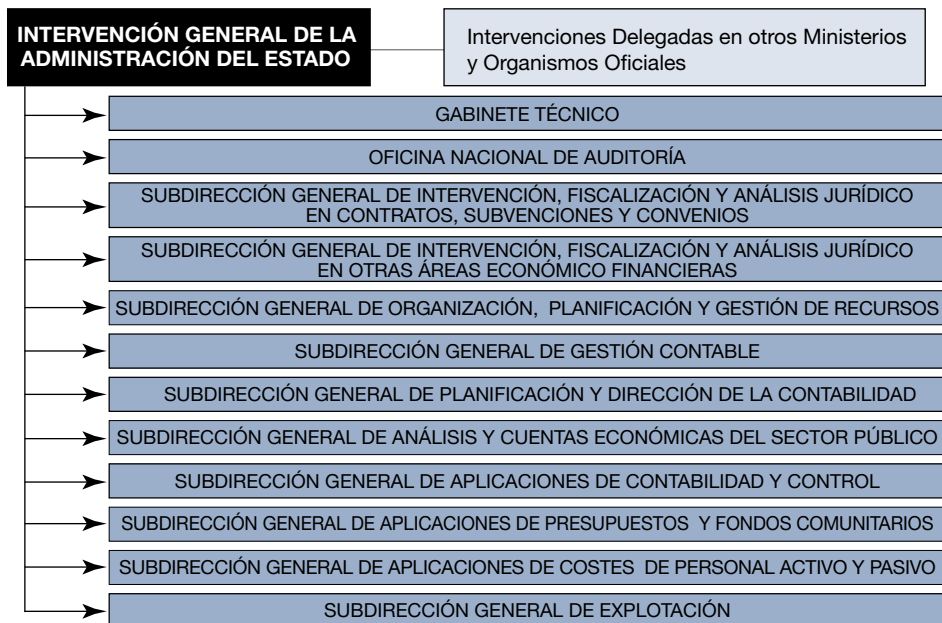 INTERVENCIÓN GENERAL DE LA
ADMINISTRACIÓN DEL ESTADO
Intervenciones Delegadas en otros Ministerios
y Organismos Oficiales
GABINETE TÉCNICO
OFICINA NACIONAL DE AUDITORÍA
SUBDIRECCIÓN GENERAL DE INTERVENCIÓN, FISCALIZACIÓN Y ANÁLISIS JURÍDICO
EN CONTRATOS, SUBVENCIONES Y CONVENIOS
SUBDIRECCIÓN GENERAL DE INTERVENCIÓN, FISCALIZACIÓN Y ANÁLISIS JURÍDICO
EN OTRAS ÁREAS ECONÓMICO FINANCIERAS
SUBDIRECCIÓN GENERAL DE ORGANIZACIÓN, PLANIFICACIÓN Y GESTIÓN DE RECURSOS
SUBDIRECCIÓN GENERAL DE GESTIÓN CONTABLE
SUBDIRECCIÓN GENERAL DE PLANIFICACIÓN Y DIRECCIÓN DE LA CONTABILIDAD
SUBDIRECCIÓN GENERAL DE ANÁLISIS Y CUENTAS ECONÓMICAS DEL SECTOR PÚBLICO
SUBDIRECCIÓN GENERAL DE APLICACIONES DE CONTABILIDAD Y CONTROL
SUBDIRECCIÓN GENERAL DE APLICACIONES DE PRESUPUESTOS Y FONDOS COMUNITARIOS
SUBDIRECCIÓN GENERAL DE APLICACIONES DE COSTES DE PERSONAL ACTIVO Y PASIVO
SUBDIRECCIÓN GENERAL DE EXPLOTACIÓN